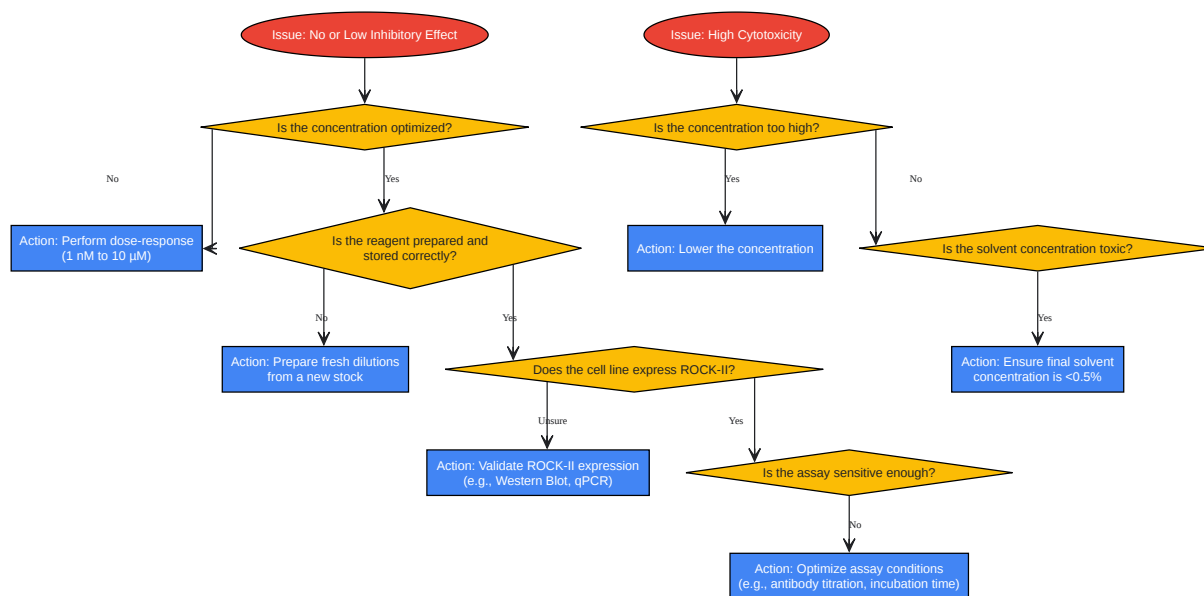 Issue: No or Low Inhibitory Effect
Issue: High Cytotoxicity
Is the concentration optimized?
Is the concentration too high?
No
Yes
Yes
No
Action: Perform dose-response
(1 nM to 10 µM)
Is the reagent prepared and
stored correctly?
Action: Lower the concentration
Is the solvent concentration toxic?
No
Yes
Yes
Action: Prepare fresh dilutions
from a new stock
Does the cell line express ROCK-II?
Action: Ensure final solvent
concentration is <0.5%
Unsure
Yes
Action: Validate ROCK-II expression
(e.g., Western Blot, qPCR)
Is the assay sensitive enough?
No
Action: Optimize assay conditions
(e.g., antibody titration, incubation time)